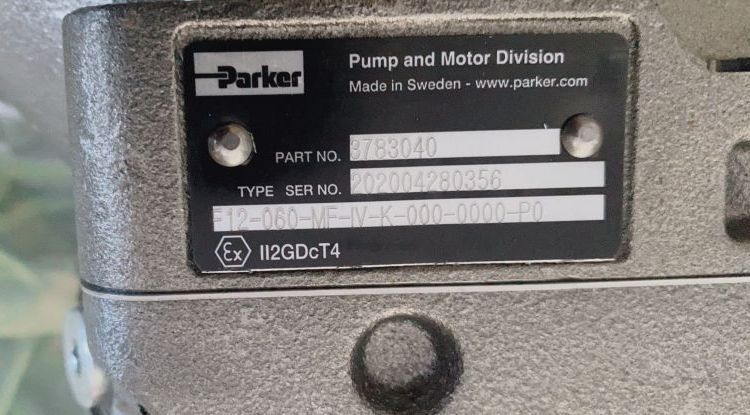 Parker
Pump and Motor Division
Made in Sweden - www.parker.com
PART NO. 3783040
TYPE SER NO. 202004280356
F12-060-MF-IV-K-000-0000-P0
Ex II2GDcT4